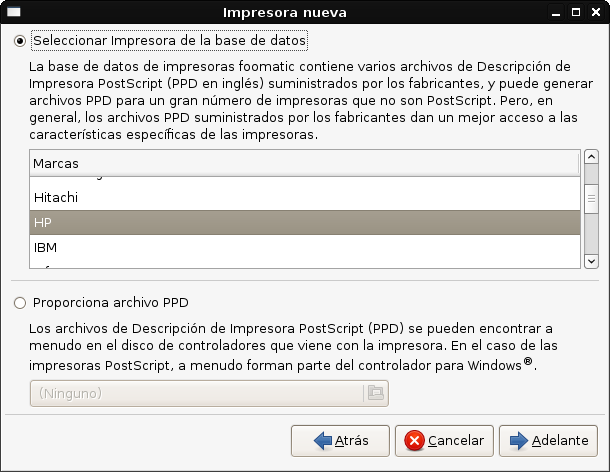 Impresora nueva
Seleccionar Impresora de la base de datos
La base de datos de impresoras foomatic contiene varios archivos de Descripción de
Impresora PostScript (PPD en inglés) suministrados por los fabricantes, y puede generar
archivos PPD para un gran número de impresoras que no son PostScript. Pero, en
general, los archivos PPD suministrados por los fabricantes dan un mejor acceso a las
características específicas de las impresoras.
Marcas
Hitachi
HP
IBM
Proporciona archivo PPD
Los archivos de Descripción de Impresora PostScript (PPD) se pueden encontrar a
menudo en el disco de controladores que viene con la impresora. En el caso de las
impresoras PostScript, a menudo forman parte del controlador para Windows®.
(Ninguno)
Atrás
Cancelar
Adelante